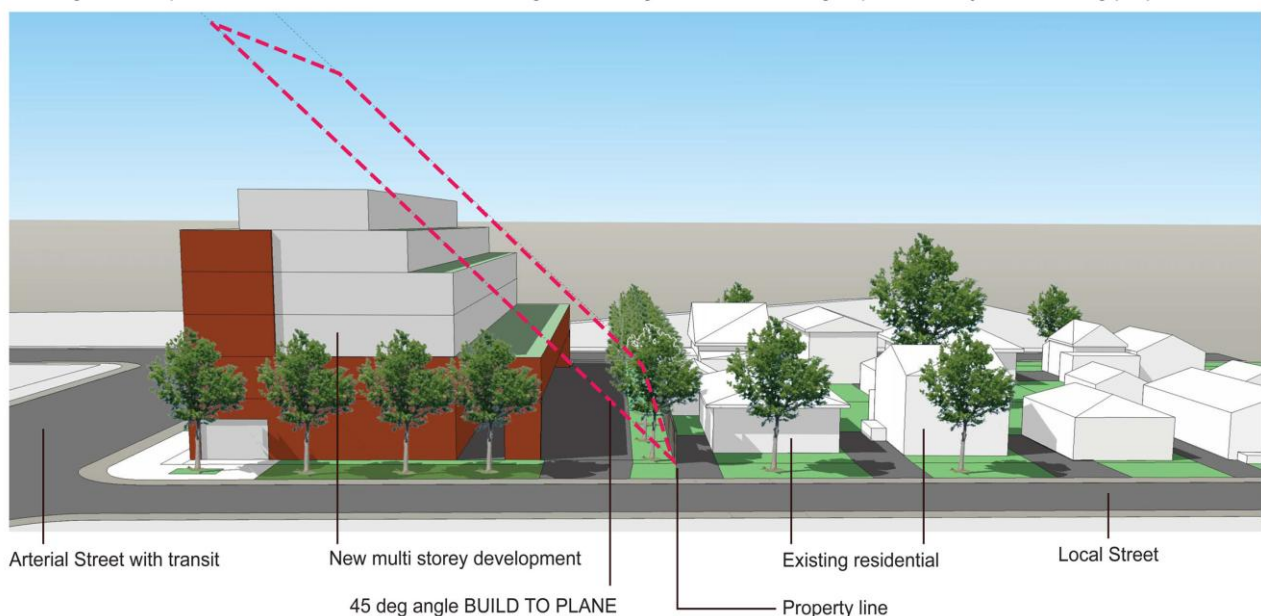 Arterial Street with transit
New multi storey development
Existing residential
Local Street
45 deg angle BUILD TO PLANE
Property line